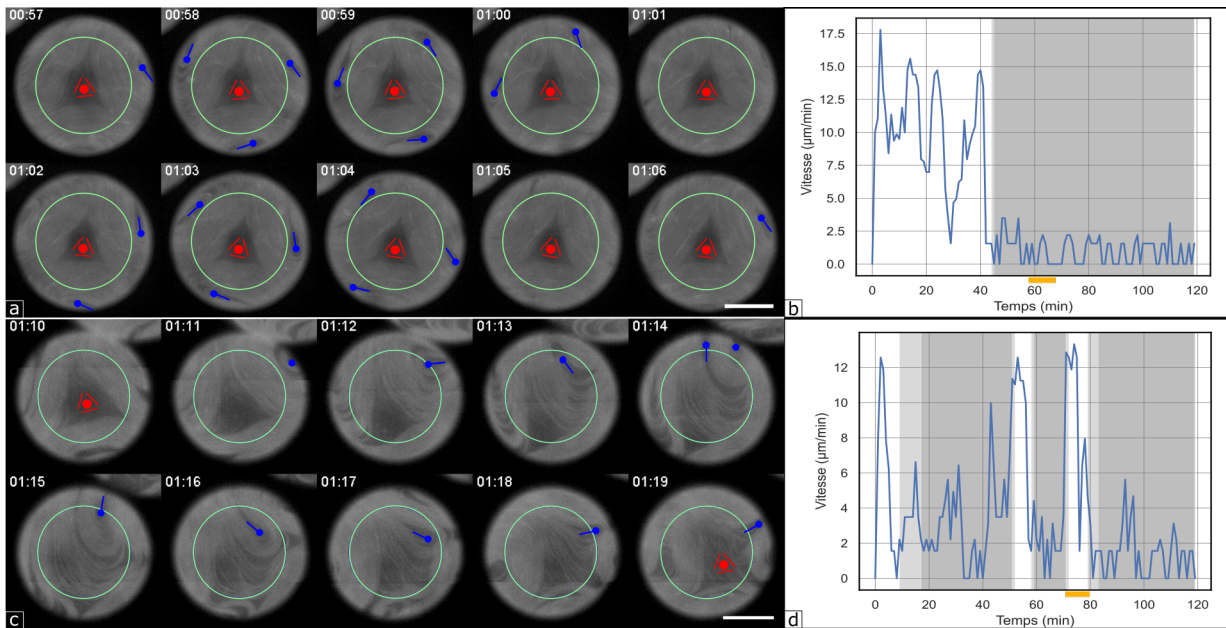 00:57 00:58 00:59 01:00 01:01
01:02 01:03 01:04 01:05 01:06
a
17.5
15.0
12.5
10.0
7.5
5.0
2.5
0.0
Vitesse (μm/min)
0 20 40 60 80 100 120
Temps (min)
b
01:10 01:11 01:12 01:13 01:14
01:15 01:16 01:17 01:18 01:19
c
12
10
8
6
4
2
0
Vitesse (μm/min)
0 20 40 60 80 100 120
Temps (min)
d